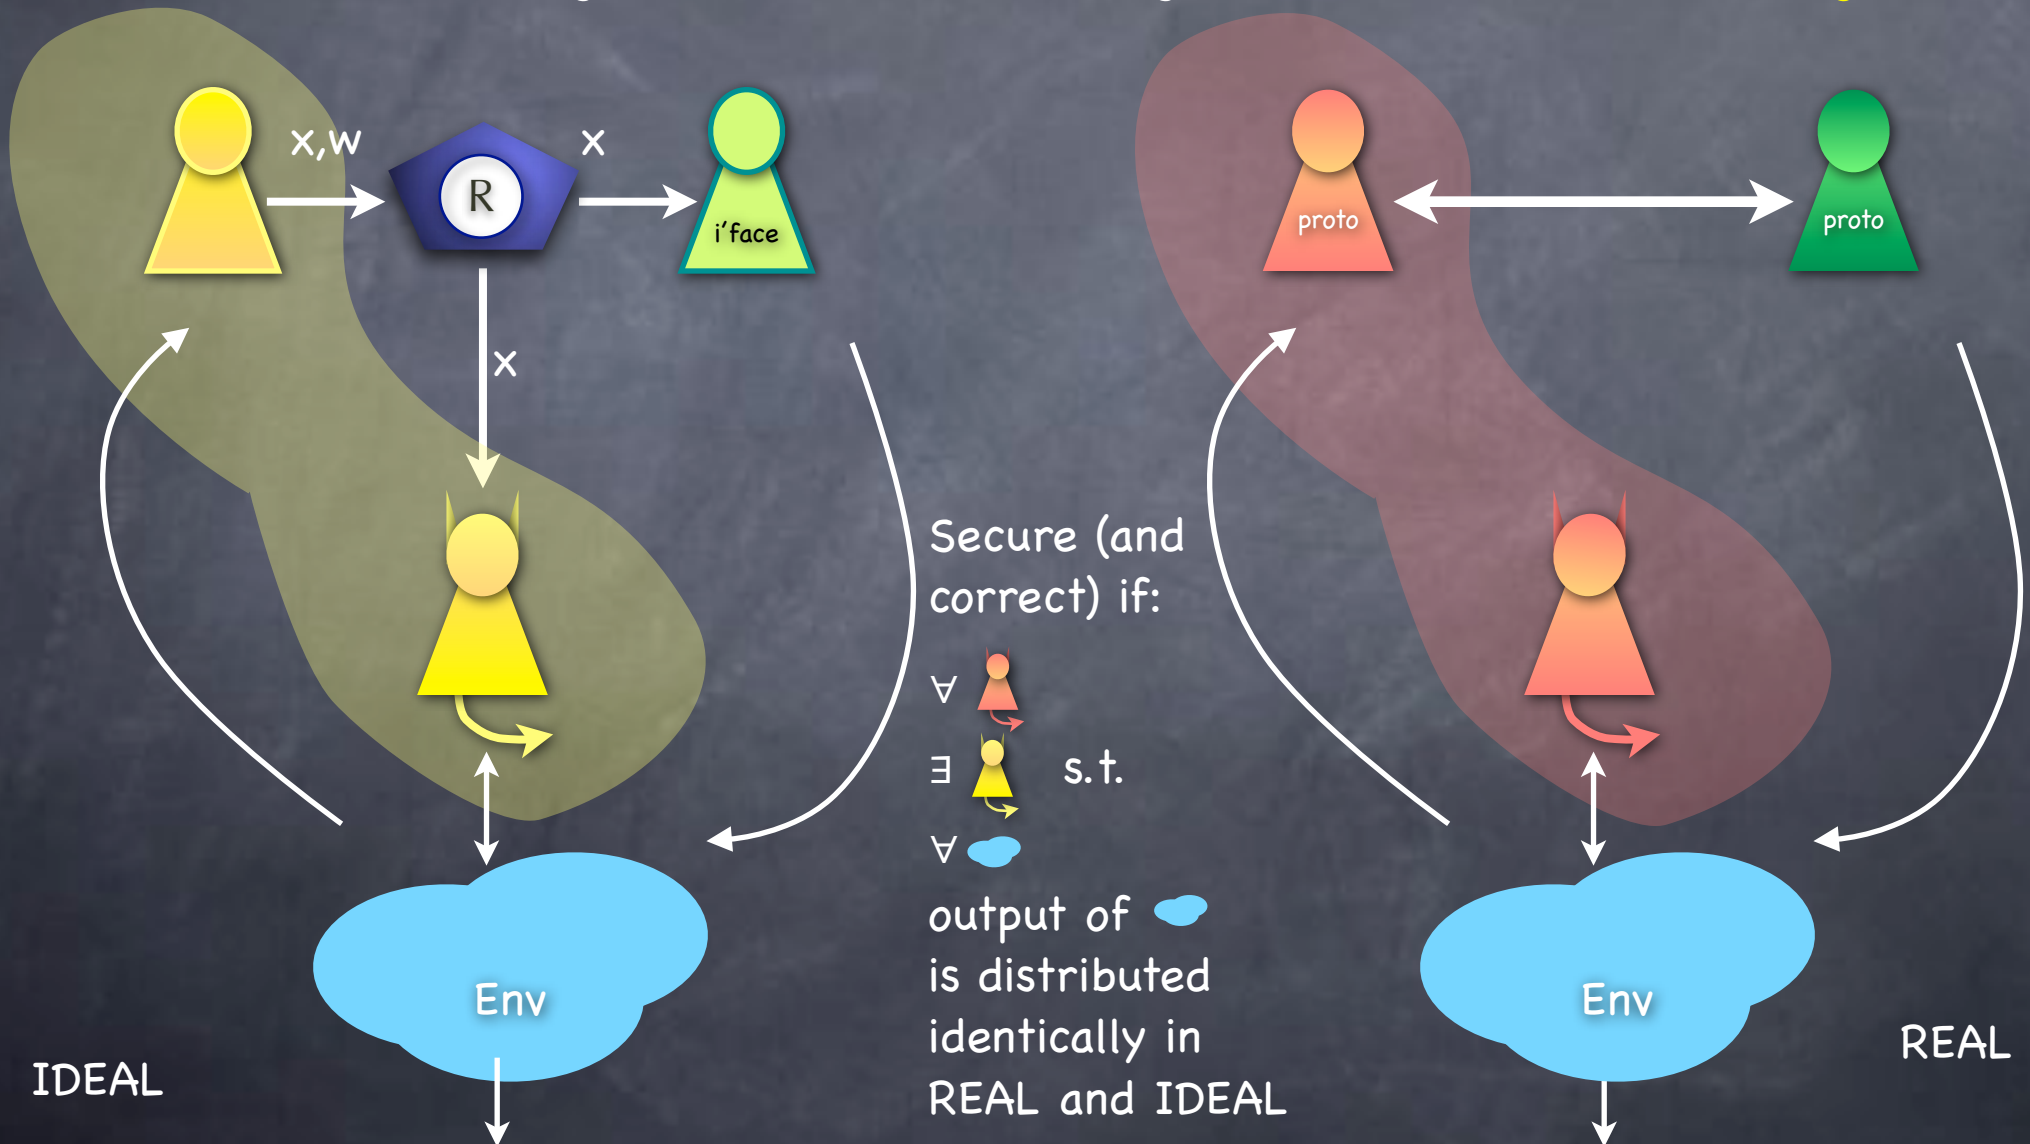 x,w
R
x
i'face
x
Env
IDEAL
Secure (and
correct) if:
∀
∃ s.t.
∀
output of
is distributed
identically in
REAL and IDEAL
proto
proto
Env
REAL